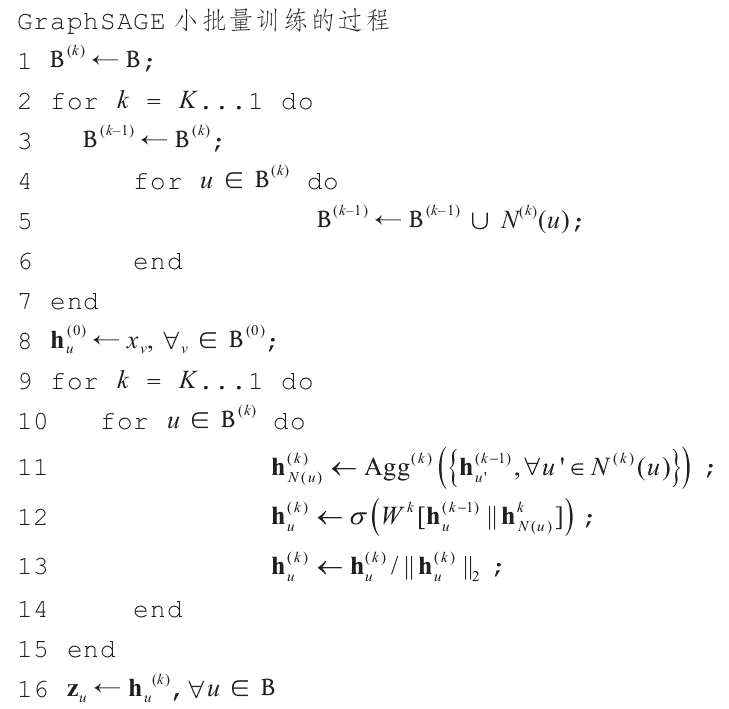 GraphSAGE 小批量训练的过程
1 B^(k) ← B;
2 for k = K...1 do
3 B^(k–1) ← B^(k);
4 for u ∈ B^(k) do
5 B^(k–1) ← B^(k–1) ∪ N^(k)(u);
6 end
7 end
8 h_u^(0) ← x_v, ∀_v ∈ B^(0);
9 for k = K...1 do
10 for u ∈ B^(k) do
11 h_N(u)^(k) ← Agg^(k)({h_u'^(k–1), ∀u' ∈ N^(k)(u)}) ;
12 h_u^(k) ← σ(W^k[h_u^(k–1) ‖ h_N(u)^k]) ;
13 h_u^(k) ← h_u^(k) / ‖h_u^(k)‖_2 ;
14 end
15 end
16 z_u ← h_u^(k), ∀u ∈ B